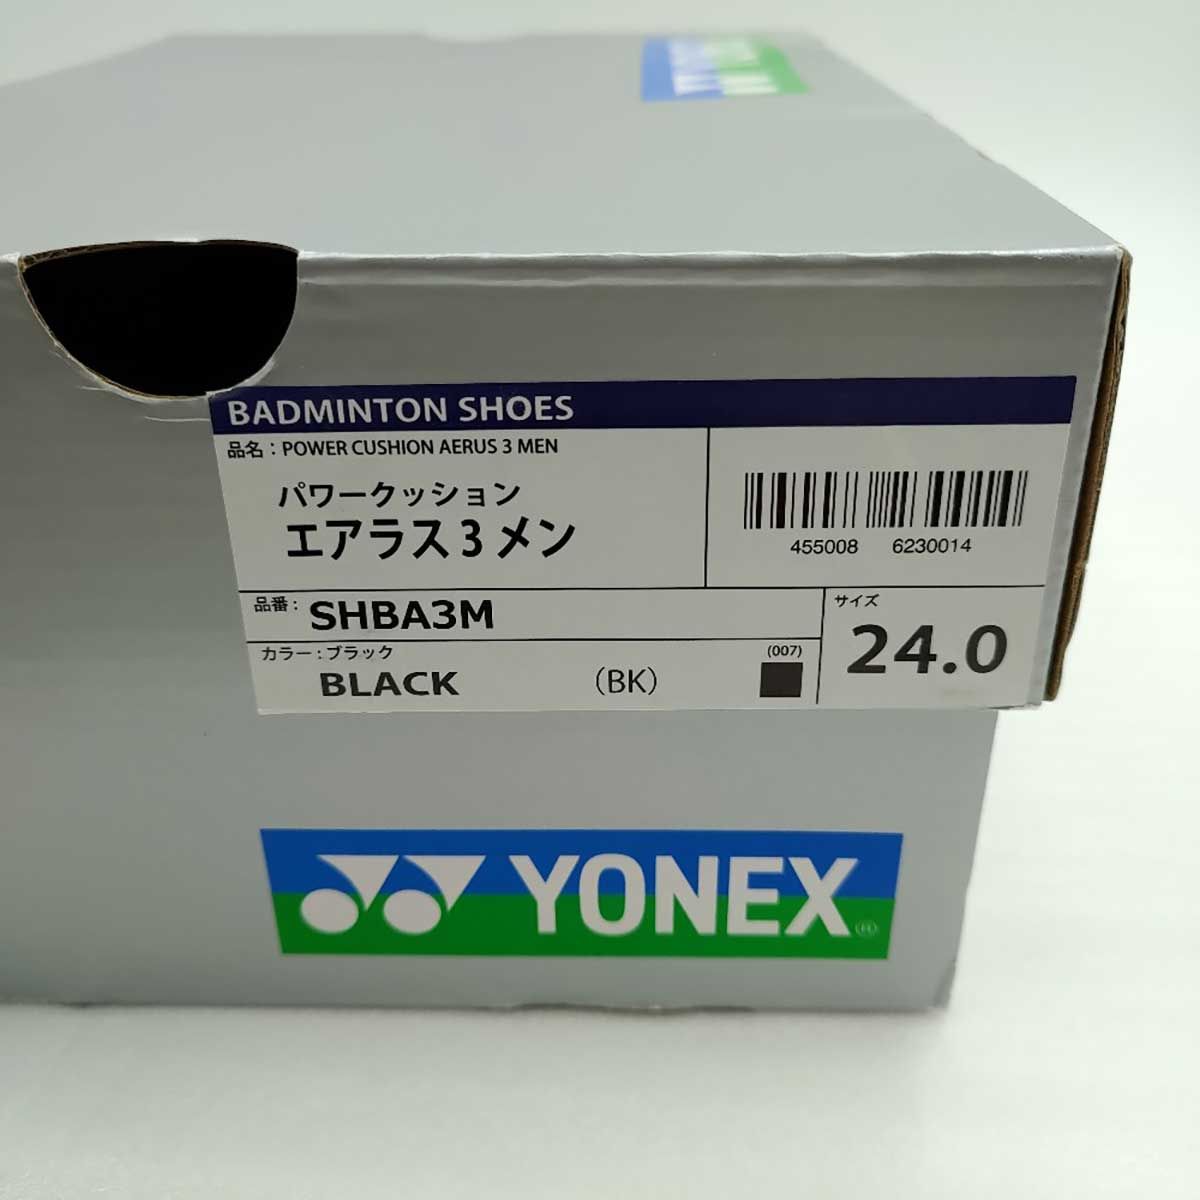 BADMINTON SHOES
品名：POWER CUSHION AERUS 3 MEN
パワークッション
エアラス3メン
455008 6230014
品番： SHBA3M
カラー：ブラック
BLACK （BK） (007)
サイズ
24.0
YONEX®